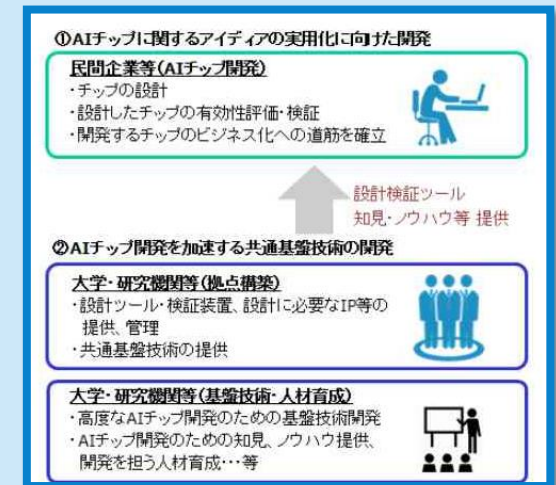 ①AIチップに関するアイディアの実用化に向けた開発
民間企業等(AIチップ開発)
・チップの設計
・設計したチップの有効性評価・検証
・開発するチップのビジネス化への道筋を確立
設計検証ツール
知見・ノウハウ等 提供
②AIチップ開発を加速する共通基盤技術の開発
大学・研究機関等(拠点構築)
・設計ツール・検証装置、設計に必要なIP等の
提供、管理
・共通基盤技術の提供
大学・研究機関等(基盤技術・人材育成)
・高度なAIチップ開発のための基盤技術開発
・AIチップ開発のための知見、ノウハウ提供、
開発を担う人材育成・・・等